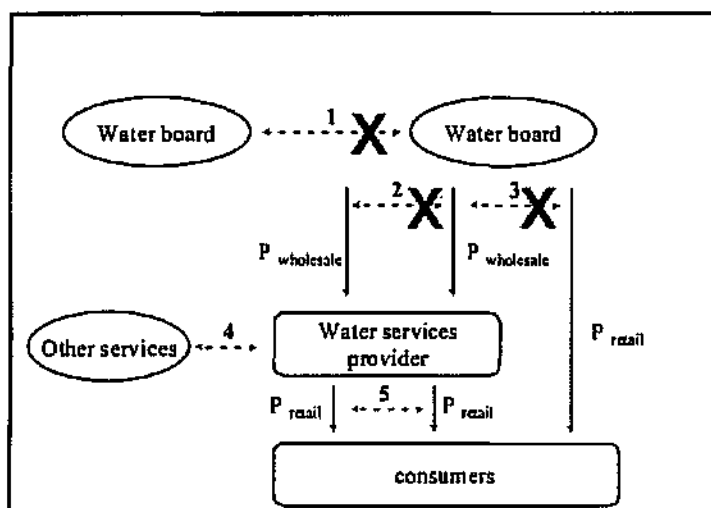 1
Water board
Water board
2
3
P wholesale
P wholesale
4
Other services
Water services
provider
P retail
5
P retail
P retail
consumers